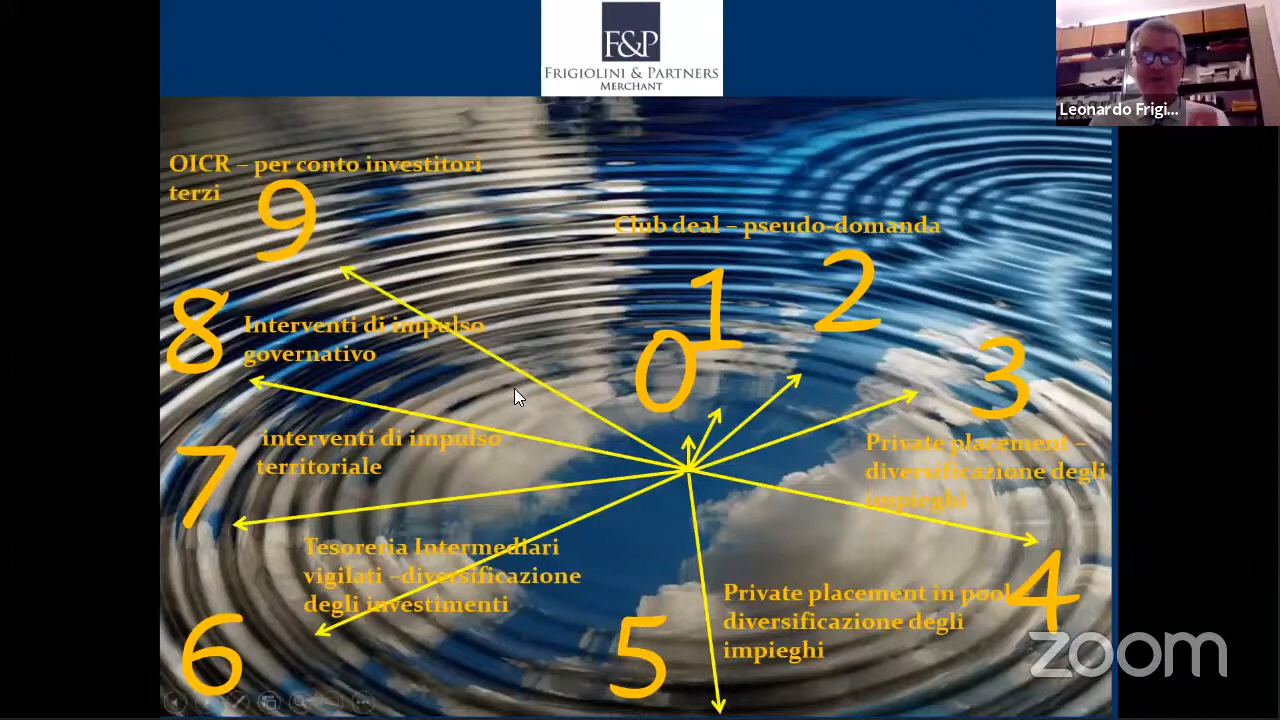 F&P
FRIGIOLINI & PARTNERS
MERCHANT
Leonardo Frigi...
OICR – per conto investitori
terzi
9
Club deal – pseudo-domanda
2
1
0
3
8
Interventi di impulso
governativo
Private placement –
diversificazione degli
impieghi
7
interventi di impulso
territoriale
Tesoreria Intermediari
vigilati –diversificazione
degli investimenti
4
Private placement in pool
diversificazione degli
impieghi
6
5
zoom